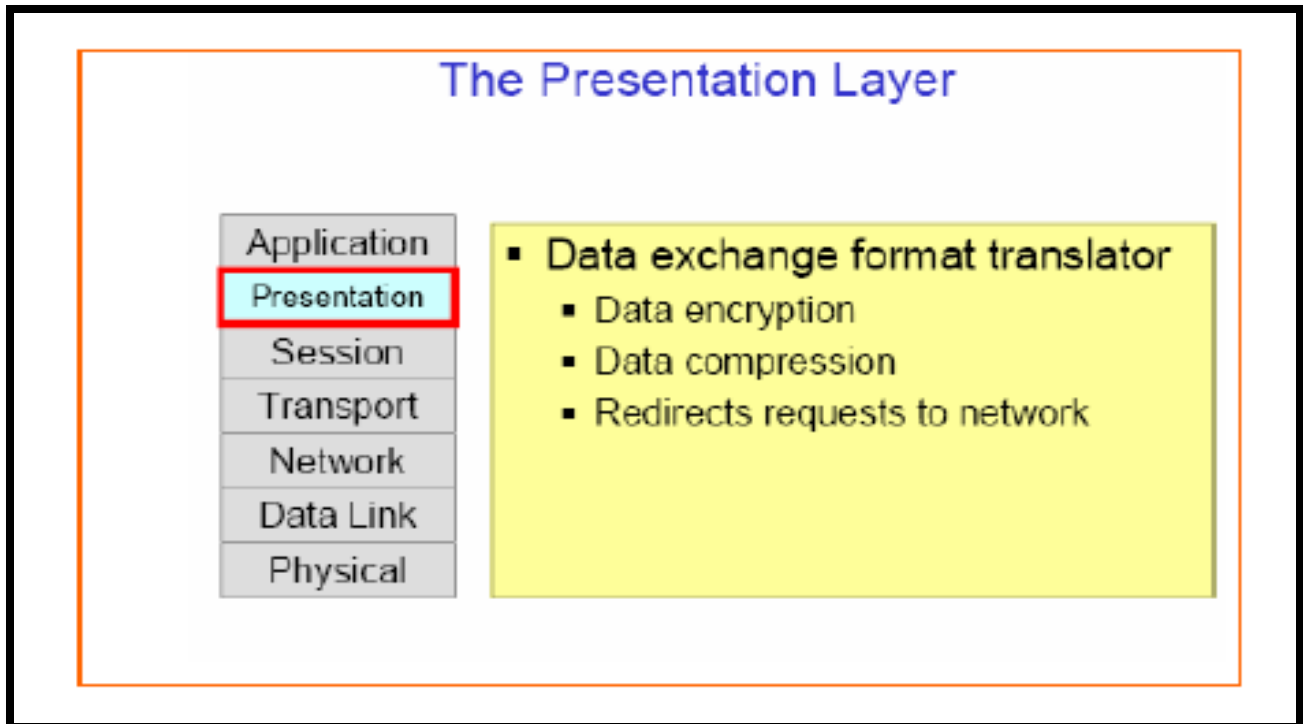 The Presentation Layer
Application
Presentation
Session
Transport
Network
Data Link
Physical
▪ Data exchange format translator
▪ Data encryption
▪ Data compression
▪ Redirects requests to network